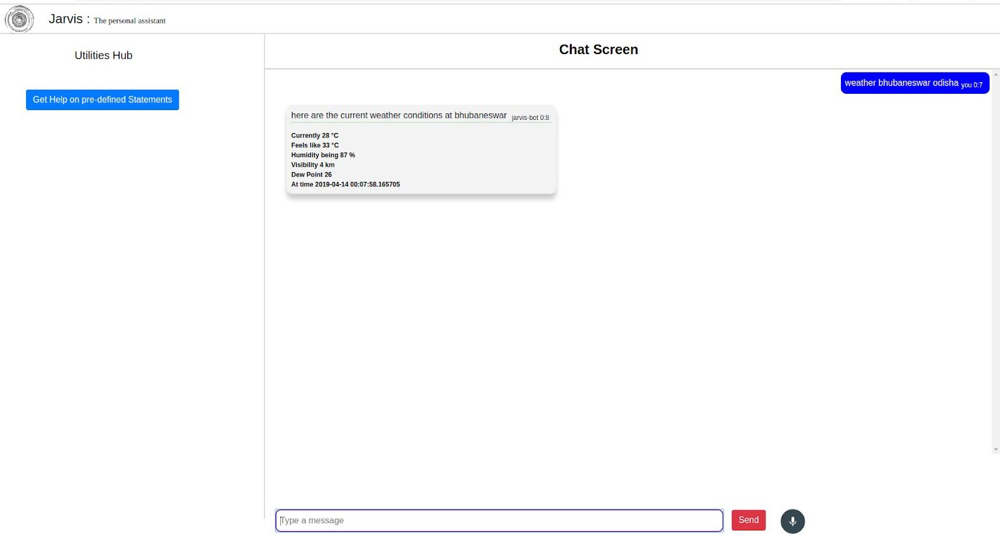 Jarvis : The personal assistant
Utilities Hub
Get Help on pre-defined Statements
Chat Screen
weather bhubaneswar odisha you 0:7
here are the current weather conditions at bhubaneswar jarvis-bot 0:8
Currently 28 °C
Feels like 33 °C
Humidity being 87 %
Visibility 4 km
Dew Point 26
At time 2019-04-14 00:07:58.165705
Type a message
Send